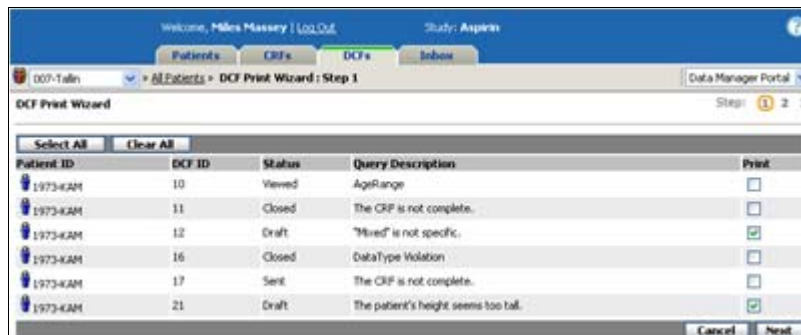 Welcome, Miles Massey | Log Out Study: Aspirin
Patients CRFs DCFs Inbox
007-Tallin » All Patients » DCF Print Wizard : Step 1 Data Manager Portal
DCF Print Wizard Step: 1 2
Select All Clear All
Patient ID DCF ID Status Query Description Print
1973-KAM 10 Viewed AgeRange
1973-KAM 11 Closed The CRF is not complete.
1973-KAM 12 Draft "Mixed" is not specific.
1973-KAM 16 Closed DataType Violation
1973-KAM 17 Sent The CRF is not complete.
1973-KAM 21 Draft The patient's height seems too tall.
Cancel Next